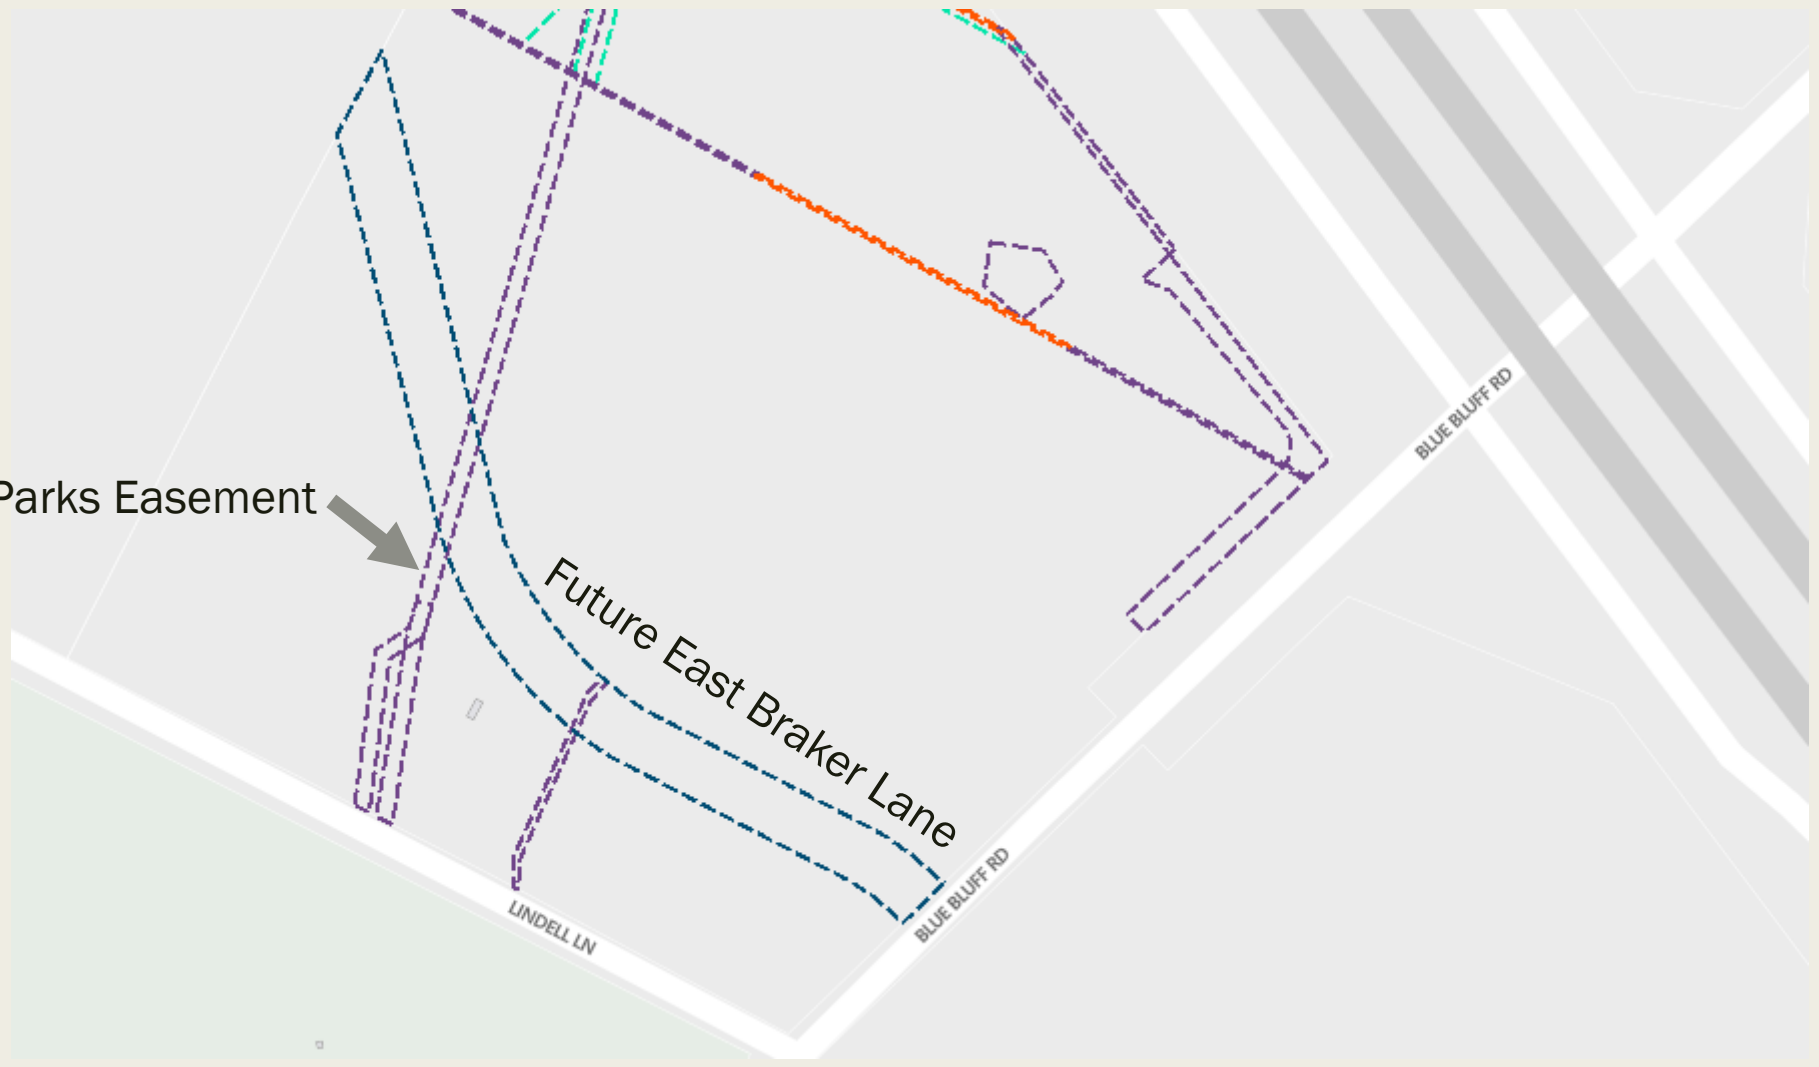 BLUE BLUFF RD
Parks Easement
Future East Braker Lane
BLUE BLUFF RD
LINDELL LN